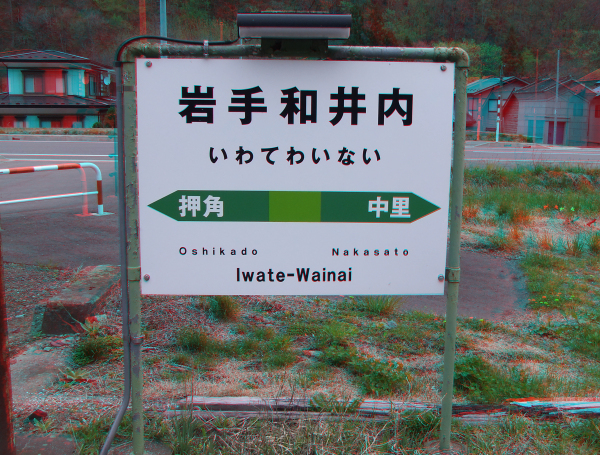 岩手和井内
いわてわいない
押角 中里
Oshikado Nakasato
Iwate-Wainai